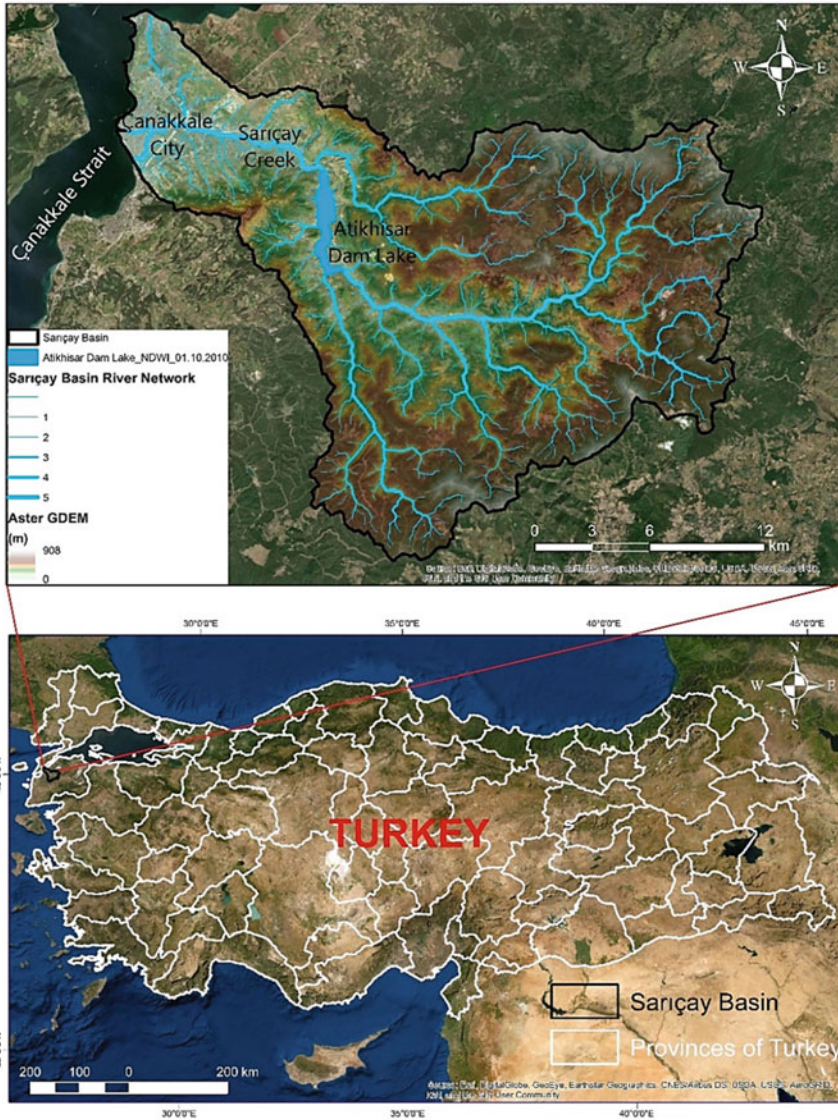 N
W E
S
Çanakkale
City
Sarıçay
Creek
Çanakkale Strait
Atikhisar
Dam Lake
Sarıçay Basin
Atikhisar Dam Lake_NDWI_01.10.2010
Sarıçay Basin River Network
1
2
3
4
5
Aster GDEM
(m)
908
0
0 3 6 12
km
30°0'0"E 35°0'0"E 40°0'0"E 45°0'0"E
N
W E
S
TURKEY
Sarıçay Basin
Provinces of Turkey
200 100 0 200 km
30°0'0"E 35°0'0"E 40°0'0"E